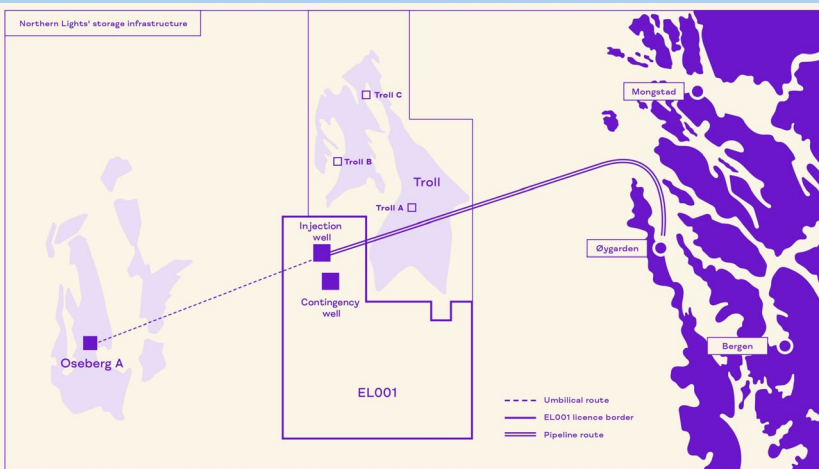 Northern Lights' storage infrastructure
Mongstad
Troll C
Troll B
Troll
Troll A
Injection
well
Øygarden
Contingency
well
Oseberg A
Bergen
EL001
Umbilical route
EL001 licence border
Pipeline route